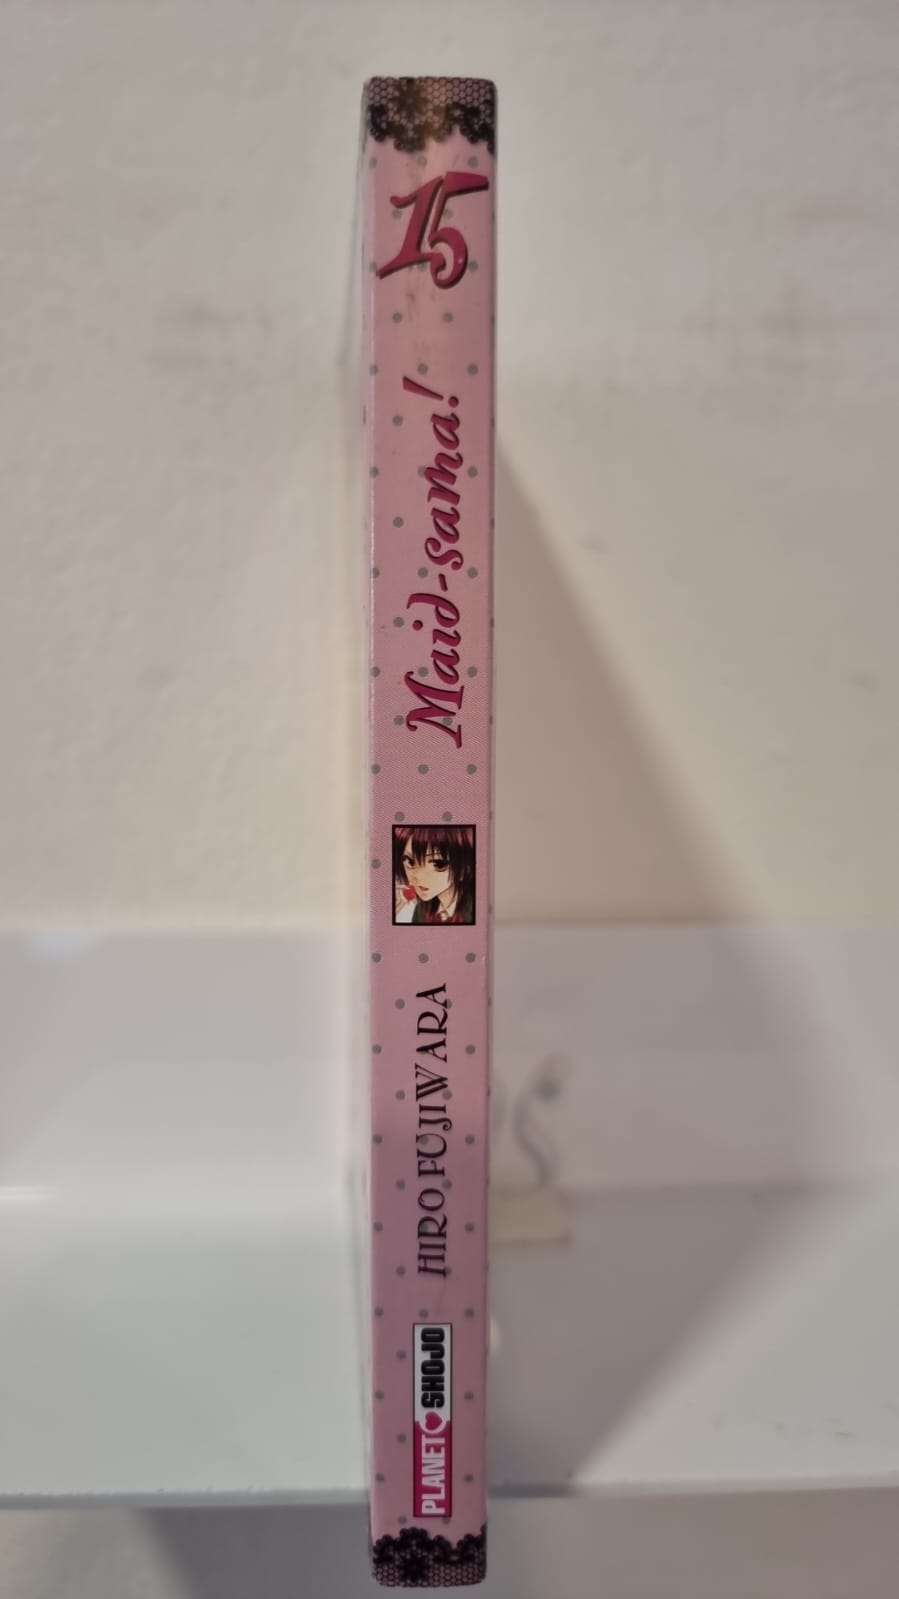 15
Maid-sama!
HIRO FUJIWARA
PLANET SHOJO